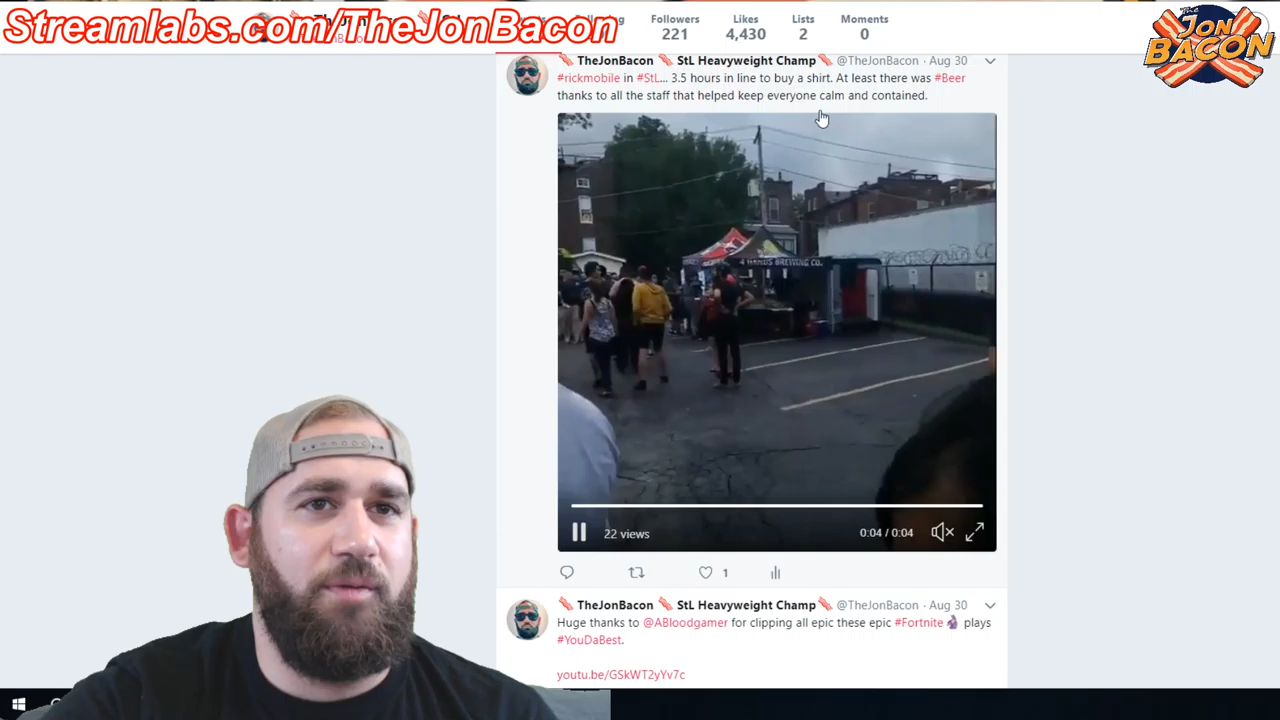 Streamlabs.com/TheJonBacon
Followers Likes Lists Moments
221 4,430 2 0
The
JON
BACON
TheJonBacon StL Heavyweight Champ @TheJonBacon · Aug 30
#rickmobile in #StL... 3.5 hours in line to buy a shirt. At least there was #Beer
thanks to all the staff that helped keep everyone calm and contained.
4 HANDS BREWING CO.
22 views 0:04 / 0:04
1
TheJonBacon StL Heavyweight Champ @TheJonBacon · Aug 30
Huge thanks to @ABloodgamer for clipping all epic these epic #Fortnite plays
#YouDaBest.
youtu.be/GSkWT2yYv7c